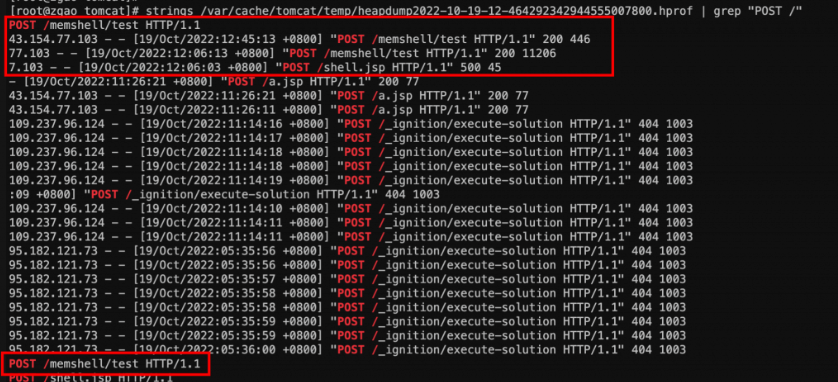 [root@zgao tomcat]#
[root@zgao tomcat]# strings /var/cache/tomcat/temp/heapdump2022-10-19-12-464292342944555007800.hprof | grep "POST /"
POST /memshell/test HTTP/1.1
43.154.77.103 - - [19/Oct/2022:12:45:13 +0800] "POST /memshell/test HTTP/1.1" 200 446
77.103 - - [19/Oct/2022:12:06:13 +0800] "POST /memshell/test HTTP/1.1" 200 11206
7.103 - - [19/Oct/2022:12:06:03 +0800] "POST /shell.jsp HTTP/1.1" 500 45
- [19/Oct/2022:11:26:21 +0800] "POST /a.jsp HTTP/1.1" 200 77
43.154.77.103 - - [19/Oct/2022:11:26:21 +0800] "POST /a.jsp HTTP/1.1" 200 77
43.154.77.103 - - [19/Oct/2022:11:26:11 +0800] "POST /a.jsp HTTP/1.1" 200 77
109.237.96.124 - - [19/Oct/2022:11:14:16 +0800] "POST /_ignition/execute-solution HTTP/1.1" 404 1003
109.237.96.124 - - [19/Oct/2022:11:14:17 +0800] "POST /_ignition/execute-solution HTTP/1.1" 404 1003
109.237.96.124 - - [19/Oct/2022:11:14:18 +0800] "POST /_ignition/execute-solution HTTP/1.1" 404 1003
109.237.96.124 - - [19/Oct/2022:11:14:18 +0800] "POST /_ignition/execute-solution HTTP/1.1" 404 1003
109.237.96.124 - - [19/Oct/2022:11:14:19 +0800] "POST /_ignition/execute-solution HTTP/1.1" 404 1003
:09 +0800] "POST /_ignition/execute-solution HTTP/1.1" 404 1003
109.237.96.124 - - [19/Oct/2022:11:14:10 +0800] "POST /_ignition/execute-solution HTTP/1.1" 404 1003
109.237.96.124 - - [19/Oct/2022:11:14:11 +0800] "POST /_ignition/execute-solution HTTP/1.1" 404 1003
109.237.96.124 - - [19/Oct/2022:11:14:11 +0800] "POST /_ignition/execute-solution HTTP/1.1" 404 1003
95.182.121.73 - - [19/Oct/2022:05:35:56 +0800] "POST /_ignition/execute-solution HTTP/1.1" 404 1003
95.182.121.73 - - [19/Oct/2022:05:35:56 +0800] "POST /_ignition/execute-solution HTTP/1.1" 404 1003
95.182.121.73 - - [19/Oct/2022:05:35:57 +0800] "POST /_ignition/execute-solution HTTP/1.1" 404 1003
95.182.121.73 - - [19/Oct/2022:05:35:58 +0800] "POST /_ignition/execute-solution HTTP/1.1" 404 1003
95.182.121.73 - - [19/Oct/2022:05:35:58 +0800] "POST /_ignition/execute-solution HTTP/1.1" 404 1003
95.182.121.73 - - [19/Oct/2022:05:35:59 +0800] "POST /_ignition/execute-solution HTTP/1.1" 404 1003
95.182.121.73 - - [19/Oct/2022:05:35:59 +0800] "POST /_ignition/execute-solution HTTP/1.1" 404 1003
95.182.121.73 - - [19/Oct/2022:05:36:00 +0800] "POST /_ignition/execute-solution HTTP/1.1" 404 1003
POST /memshell/test HTTP/1.1
POST /shell.jsp HTTP/1.1